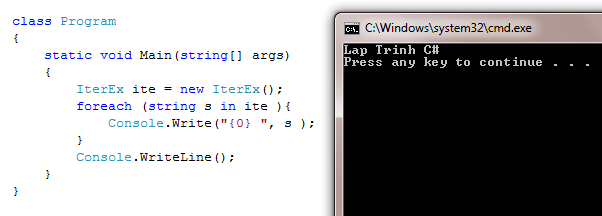 class Program
{
    static void Main(string[] args)
    {
        IterEx ite = new IterEx();
        foreach (string s in ite ){
            Console.Write("{0} ", s );
        }
        Console.WriteLine();
    }
}
C:\Windows\system32\cmd.exe
Lap Trinh C#
Press any key to continue . . .